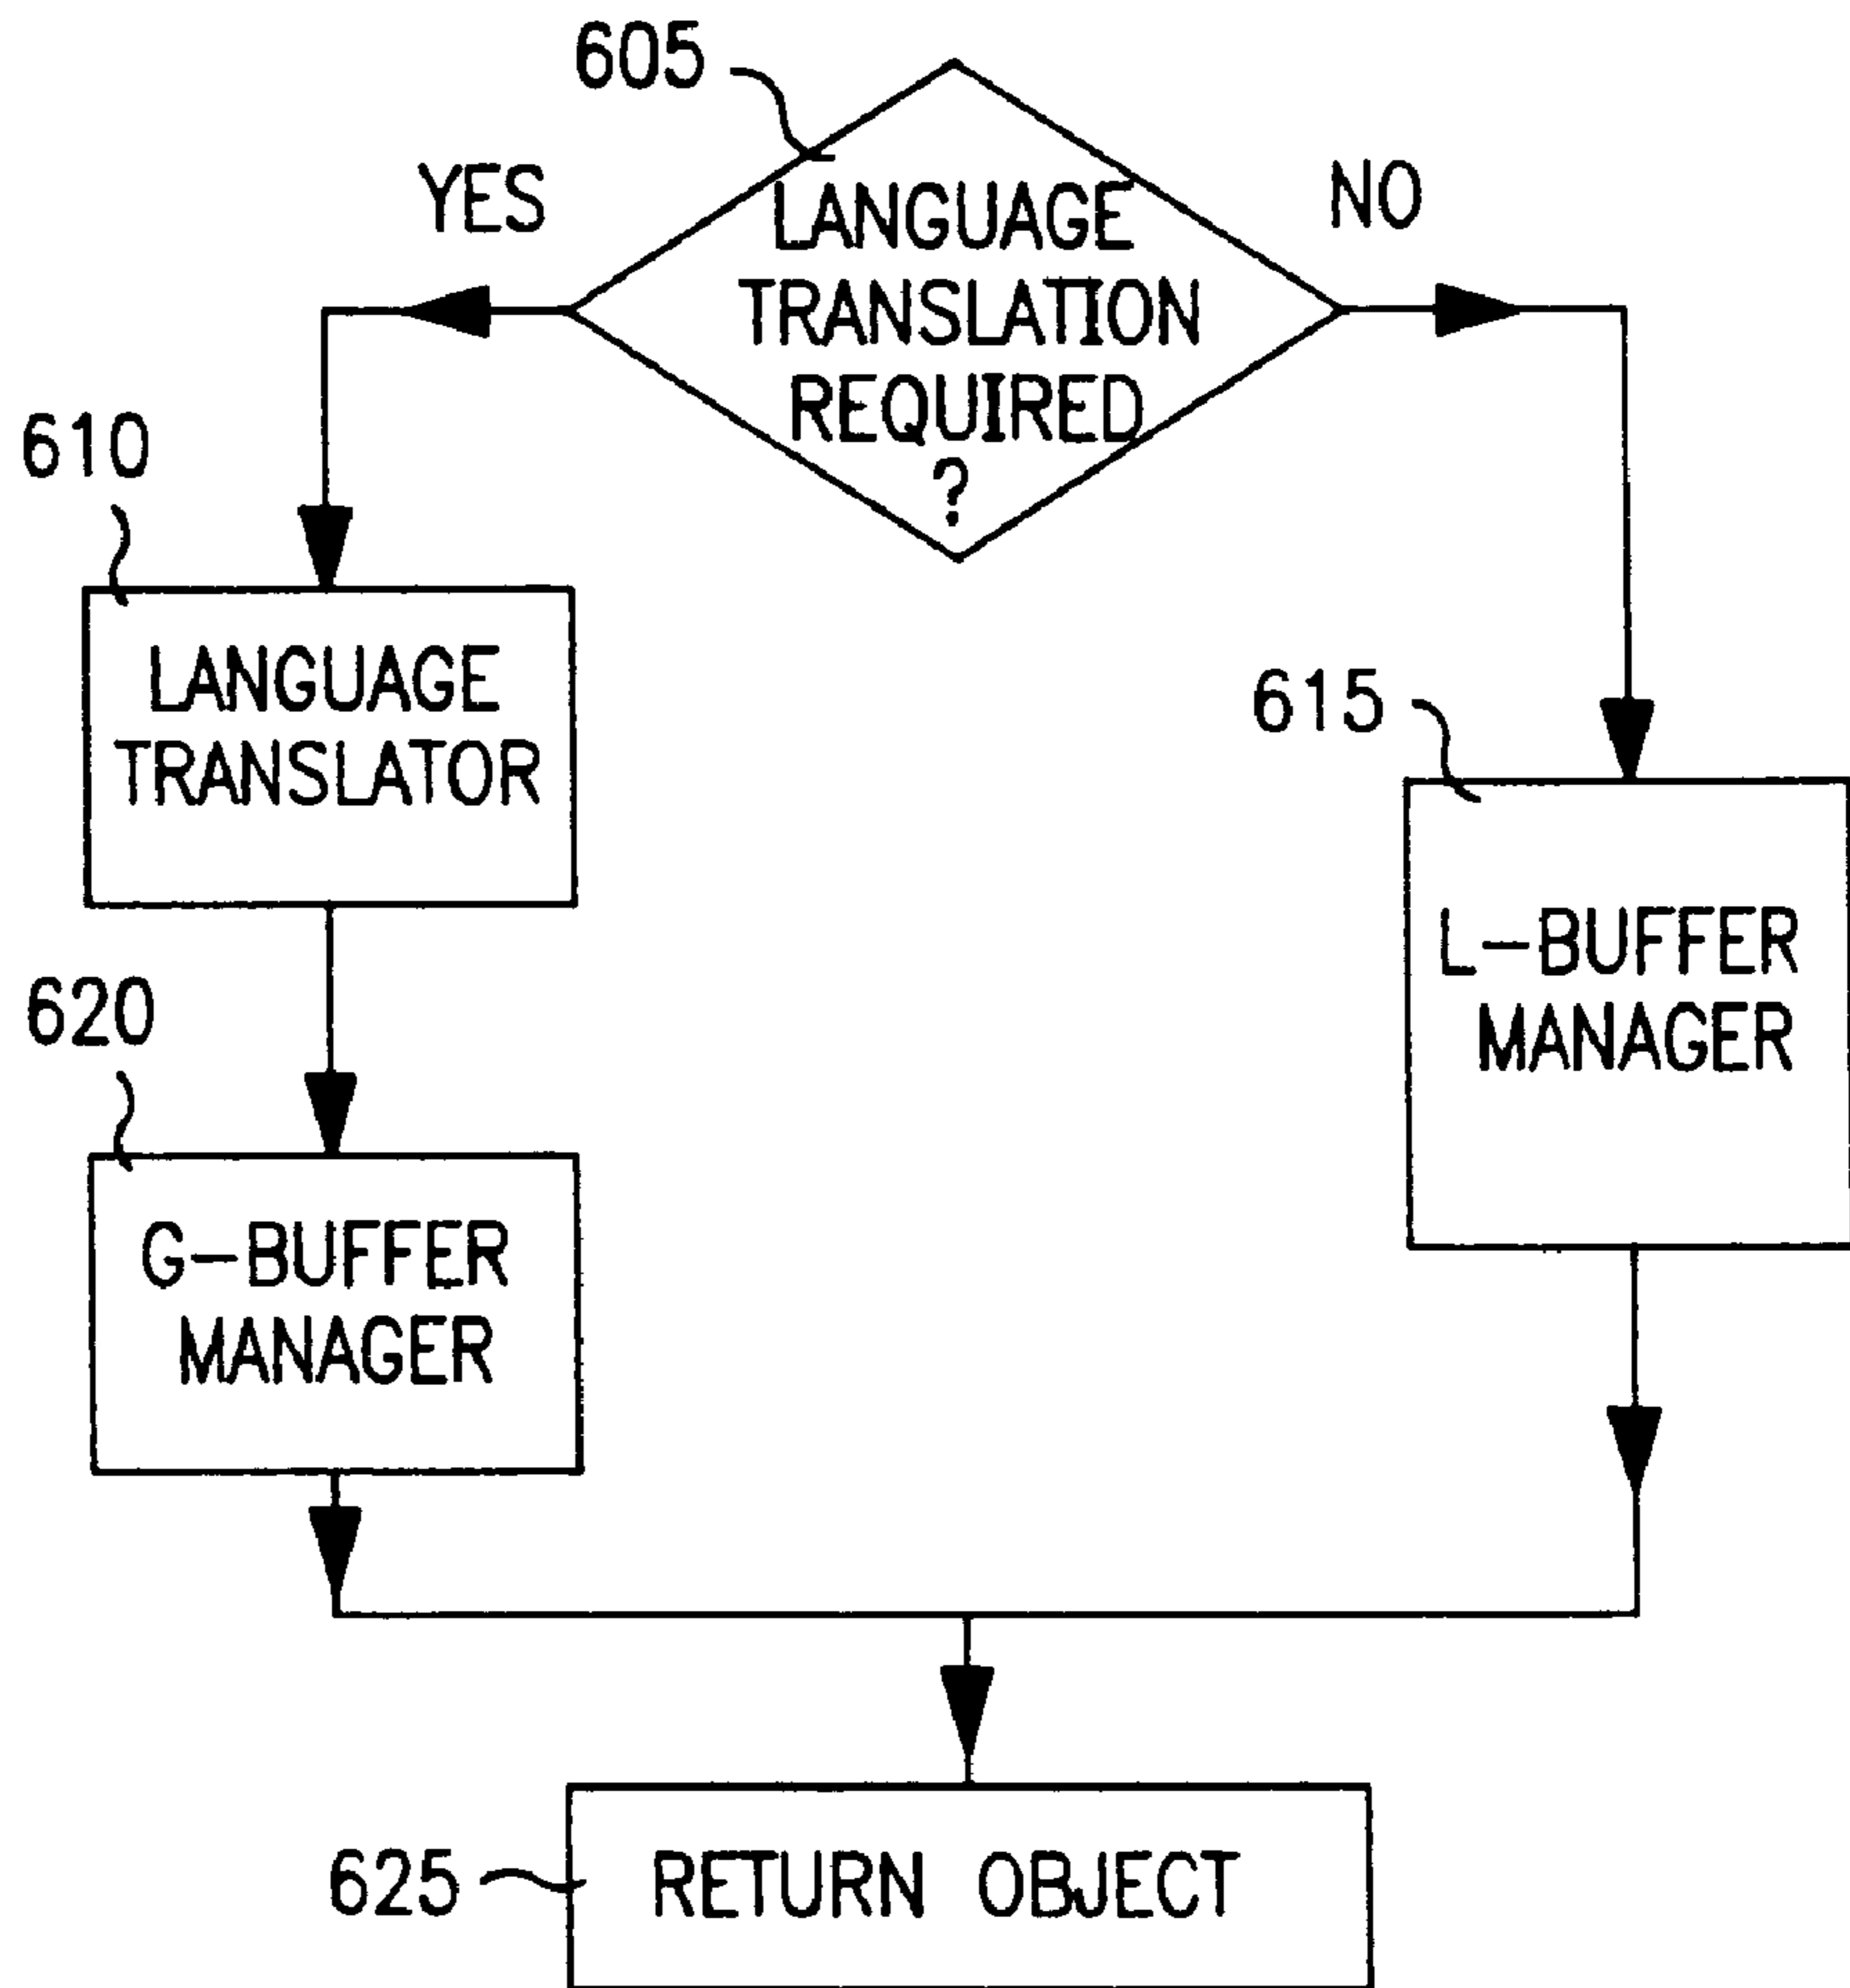 605
YES
NO
LANGUAGE
TRANSLATION
REQUIRED
?
610
LANGUAGE
TRANSLATOR
615
L-BUFFER
MANAGER
620
G-BUFFER
MANAGER
625
RETURN OBJECT